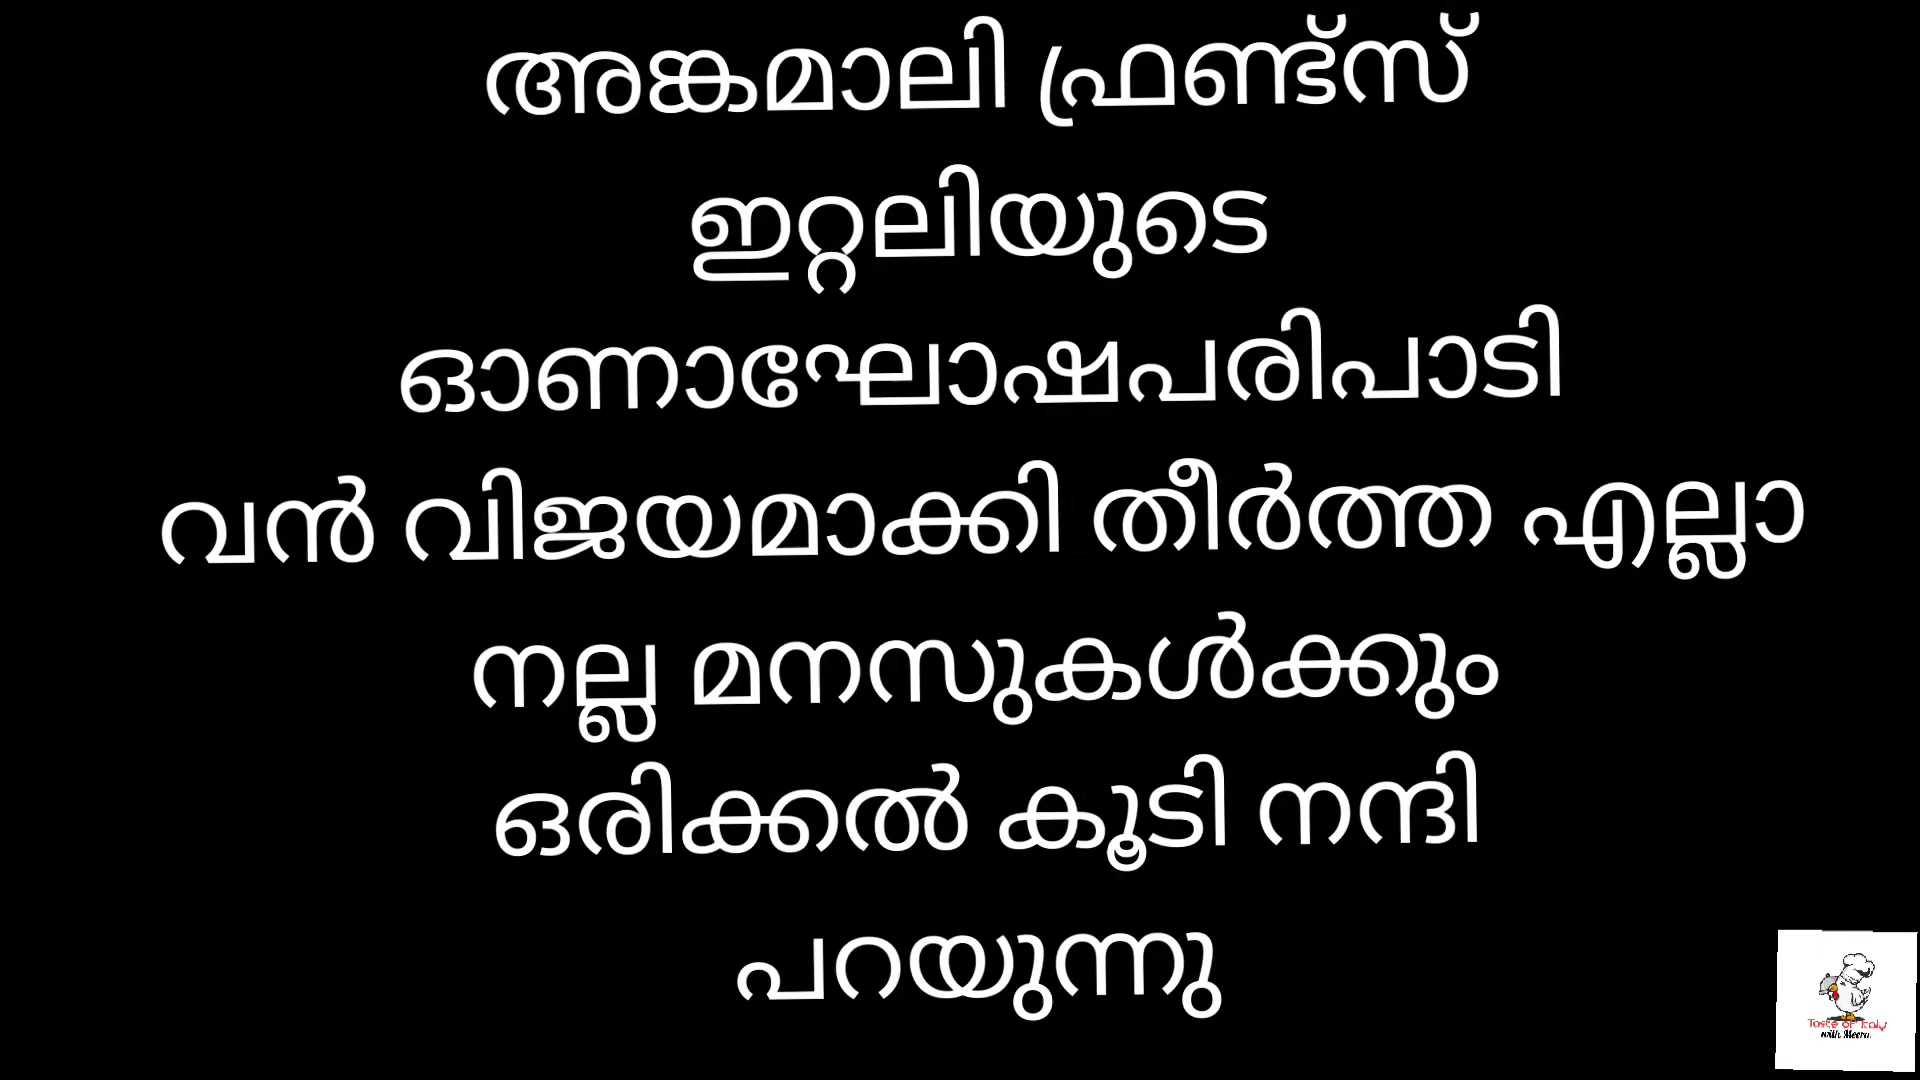 അങ്കമാലി ഫ്രണ്ട്സ്
ഇറ്റലിയുടെ
ഓണാഘോഷപരിപാടി
വൻ വിജയമാക്കി തീർത്ത എല്ലാ
നല്ല മനസുകൾക്കും
ഒരിക്കൽ കൂടി നന്ദി
പറയുന്നു
Taste of Italy
with Meera